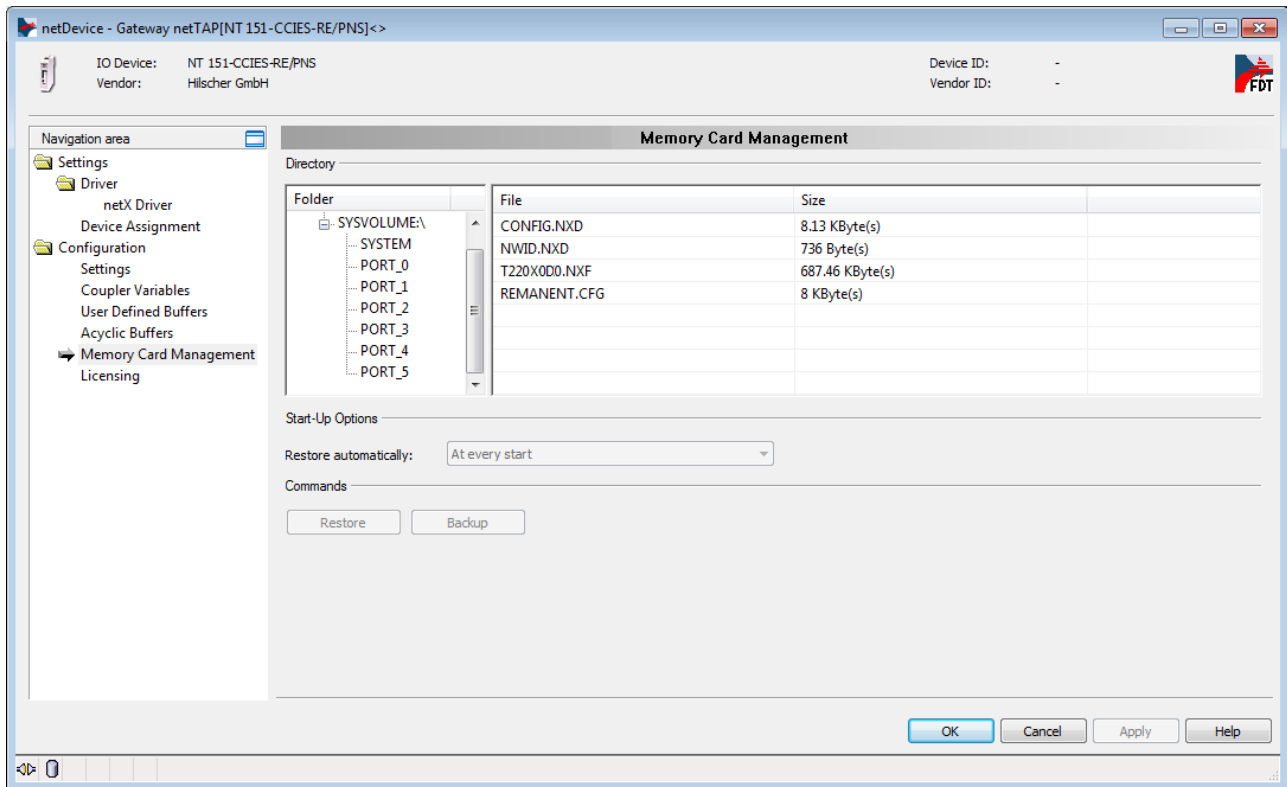 netDevice - Gateway netTAP[NT 151-CCIES-RE/PNS]<>
IO Device: NT 151-CCIES-RE/PNS Device ID: -
Vendor: Hilscher GmbH Vendor ID: -
FDT
Navigation area
Settings
Driver
netX Driver
Device Assignment
Configuration
Settings
Coupler Variables
User Defined Buffers
Acyclic Buffers
Memory Card Management
Licensing
Memory Card Management
Directory
Folder
SYSVOLUME:\
SYSTEM
PORT_0
PORT_1
PORT_2
PORT_3
PORT_4
PORT_5
File Size
CONFIG.NXD 8.13 KByte(s)
NWID.NXD 736 Byte(s)
T220X0D0.NXF 687.46 KByte(s)
REMANENT.CFG 8 KByte(s)
Start-Up Options
Restore automatically: At every start
Commands
Restore Backup
OK Cancel Apply Help